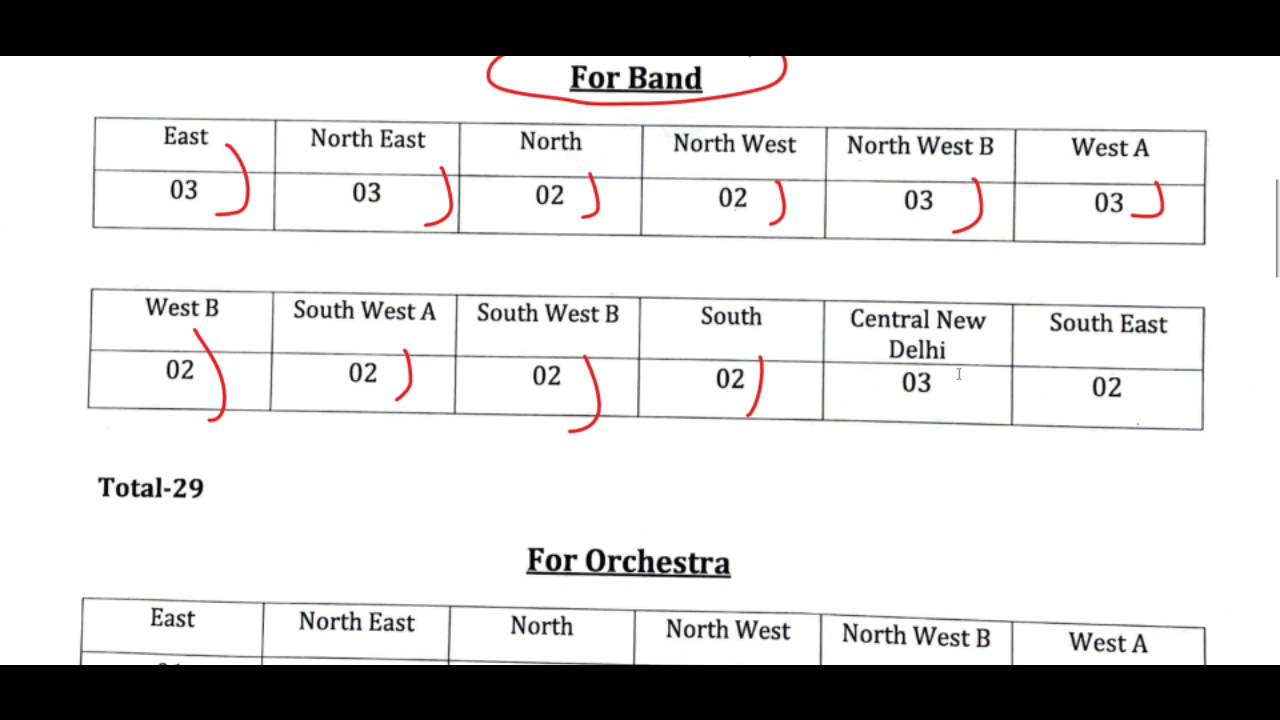 For Band
East North East North North West North West B West A
03 03 02 02 03 03
West B South West A South West B South Central New Delhi South East
02 02 02 02 03 02
Total-29
For Orchestra
East North East North North West North West B West A